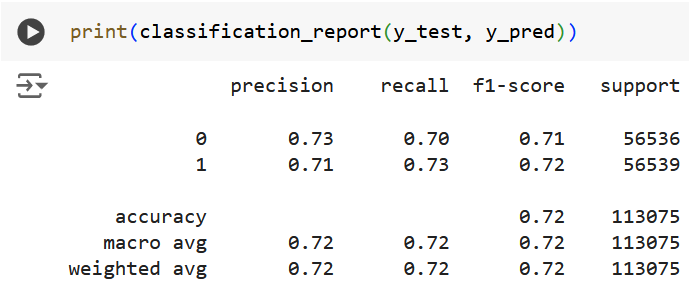 print(classification_report(y_test, y_pred))
precision recall f1-score support
0 0.73 0.70 0.71 56536
1 0.71 0.73 0.72 56539
accuracy 0.72 113075
macro avg 0.72 0.72 0.72 113075
weighted avg 0.72 0.72 0.72 113075